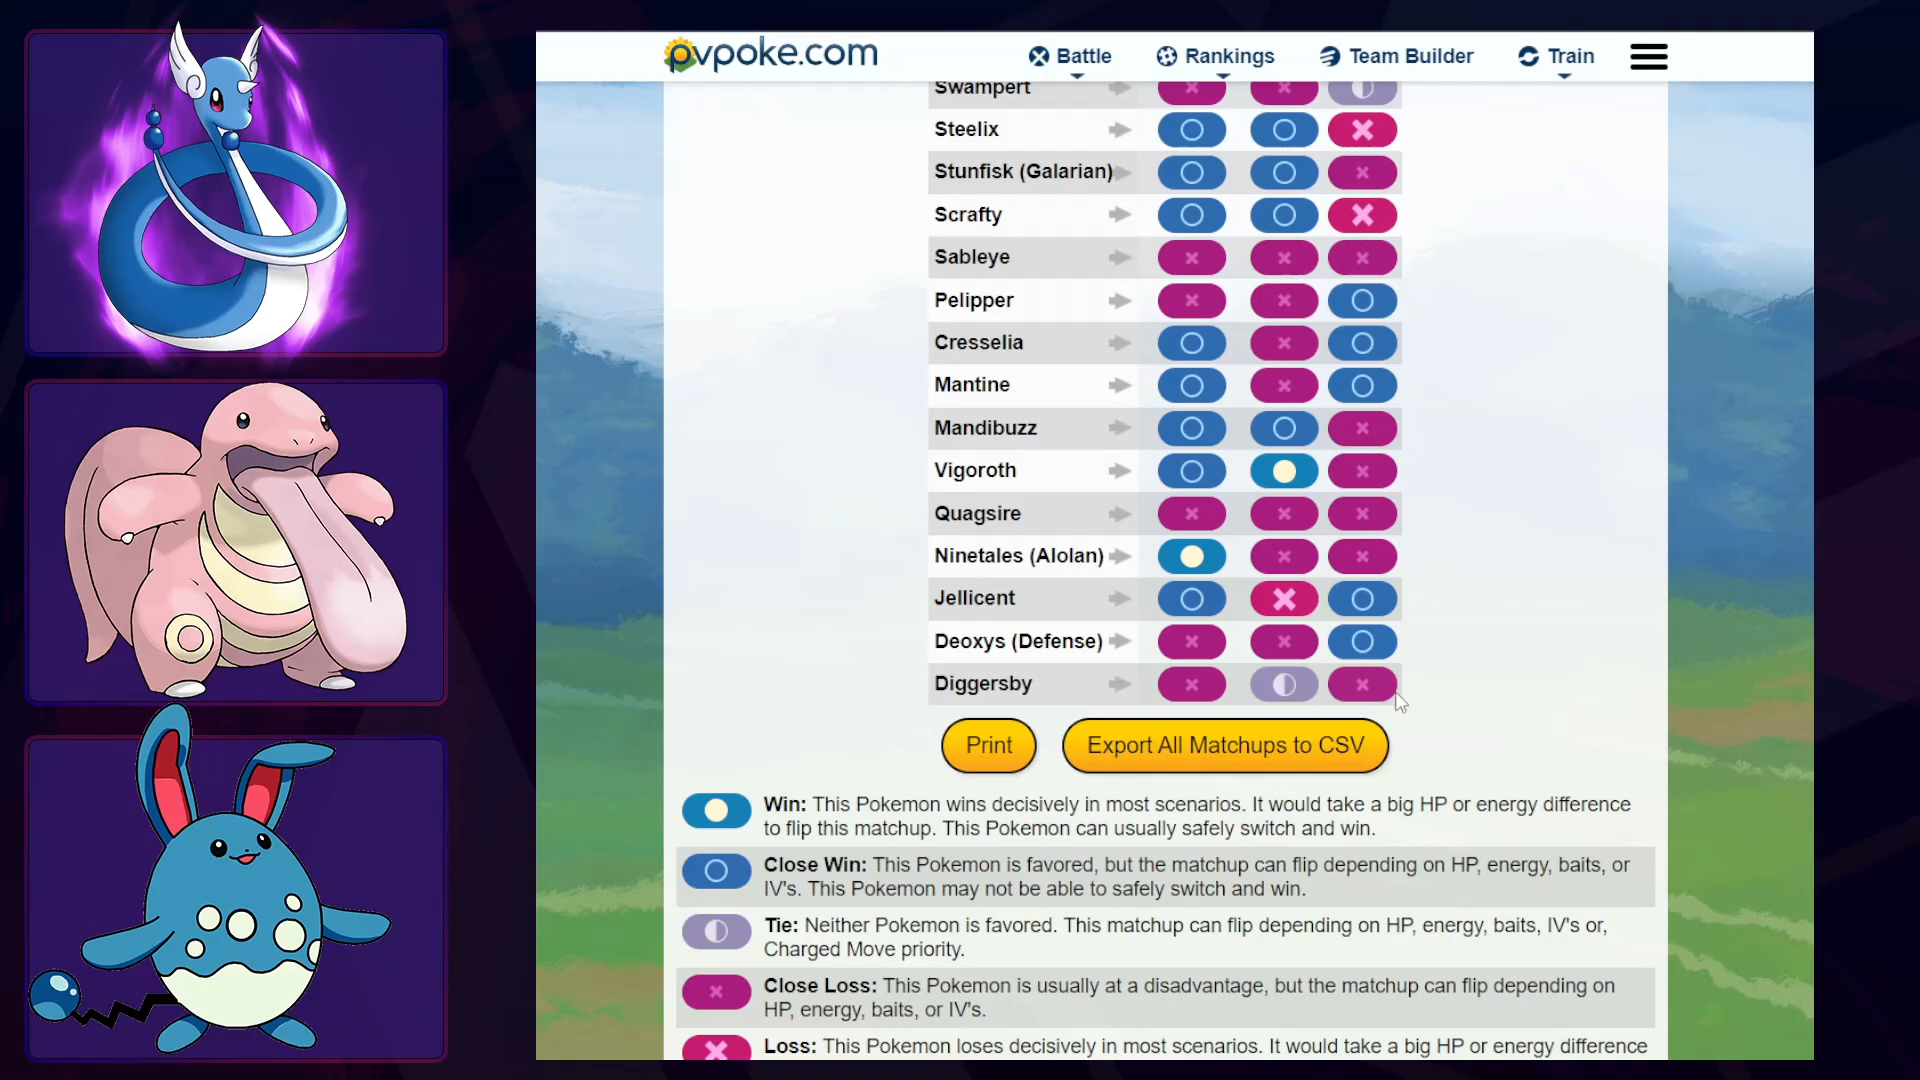 pvpoke.com Battle Rankings Team Builder Train
Swampert
Steelix
Stunfisk (Galarian)
Scrafty
Sableye
Pelipper
Cresselia
Mantine
Mandibuzz
Vigoroth
Quagsire
Ninetales (Alolan)
Jellicent
Deoxys (Defense)
Diggersby
Print Export All Matchups to CSV
Win: This Pokemon wins decisively in most scenarios. It would take a big HP or energy difference
to flip this matchup. This Pokemon can usually safely switch and win.
Close Win: This Pokemon is favored, but the matchup can flip depending on HP, energy, baits, or
IV's. This Pokemon may not be able to safely switch and win.
Tie: Neither Pokemon is favored. This matchup can flip depending on HP, energy, baits, IV's or,
Charged Move priority.
Close Loss: This Pokemon is usually at a disadvantage, but the matchup can flip depending on
HP, energy, baits, or IV's.
Loss: This Pokemon loses decisively in most scenarios. It would take a big HP or energy difference